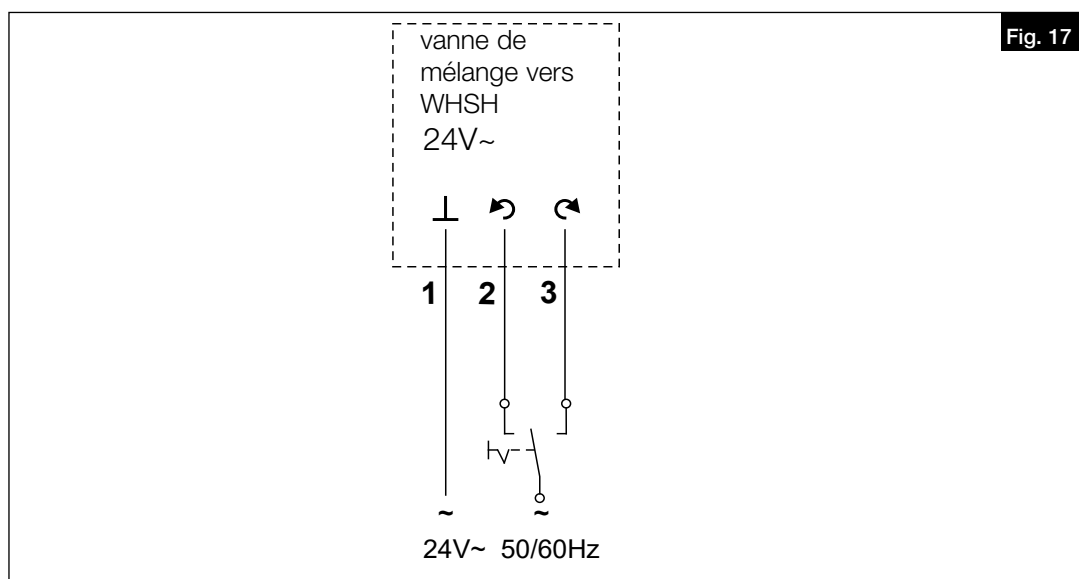 Fig. 17
vanne de
mélange vers
WHSH
24V~
1 2 3
~ ~
24V~ 50/60Hz